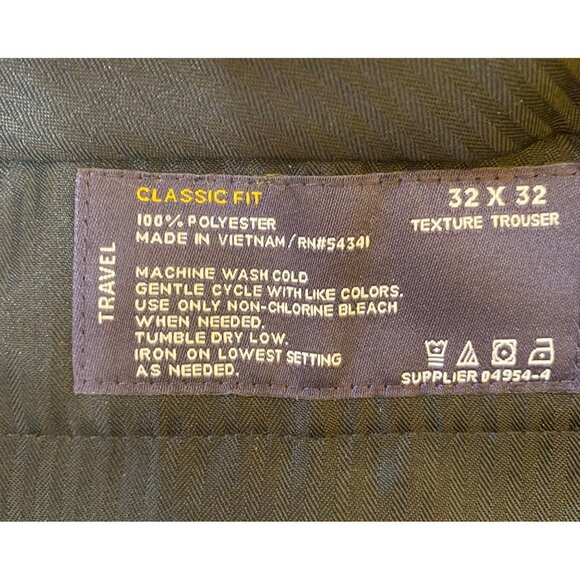 TRAVEL
CLASSIC FIT
100% POLYESTER
MADE IN VIETNAM/RN#54341
MACHINE WASH COLD
GENTLE CYCLE WITH LIKE COLORS.
USE ONLY NON-CHLORINE BLEACH
WHEN NEEDED.
TUMBLE DRY LOW.
IRON ON LOWEST SETTING
AS NEEDED.
32 X 32
TEXTURE TROUSER
SUPPLIER 04954-4